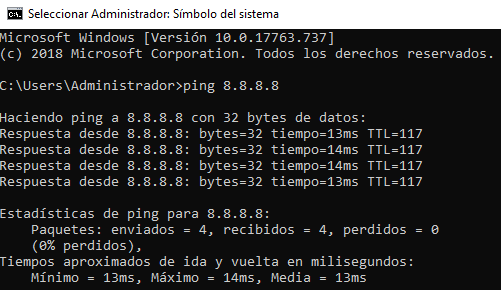 Seleccionar Administrador: Símbolo del sistema
Microsoft Windows [Versión 10.0.17763.737]
(c) 2018 Microsoft Corporation. Todos los derechos reservados.
C:\Users\Administrador>ping 8.8.8.8
Haciendo ping a 8.8.8.8 con 32 bytes de datos:
Respuesta desde 8.8.8.8: bytes=32 tiempo=13ms TTL=117
Respuesta desde 8.8.8.8: bytes=32 tiempo=14ms TTL=117
Respuesta desde 8.8.8.8: bytes=32 tiempo=14ms TTL=117
Respuesta desde 8.8.8.8: bytes=32 tiempo=13ms TTL=117
Estadísticas de ping para 8.8.8.8:
Paquetes: enviados = 4, recibidos = 4, perdidos = 0
(0% perdidos),
Tiempos aproximados de ida y vuelta en milisegundos:
Mínimo = 13ms, Máximo = 14ms, Media = 13ms